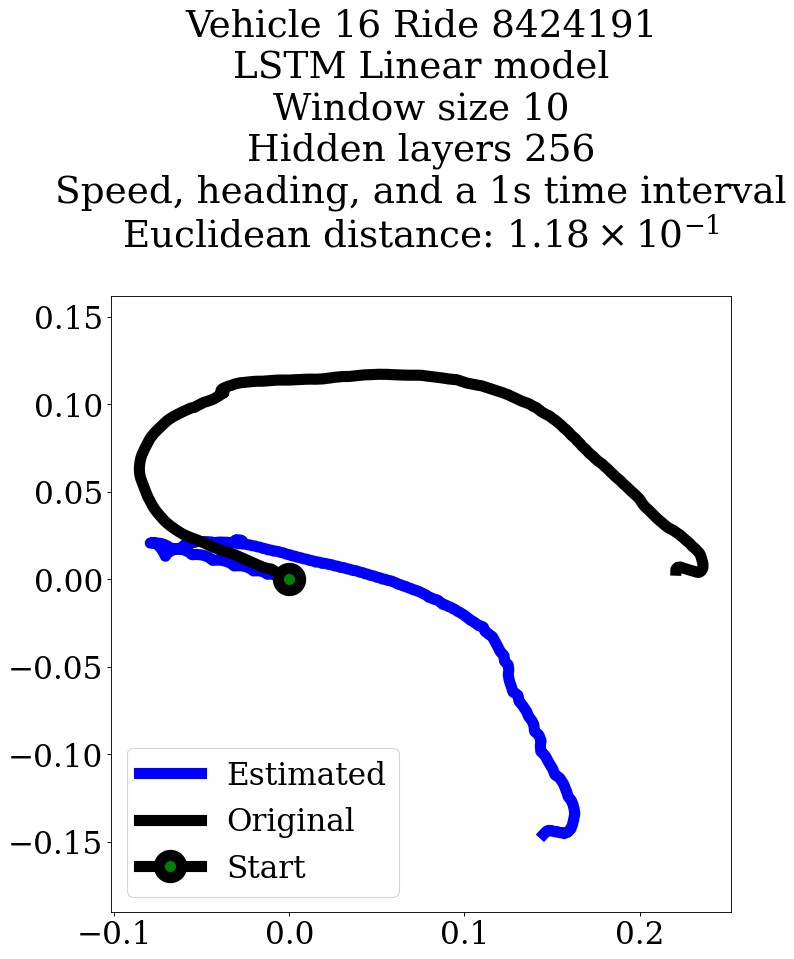 Vehicle 16 Ride 8424191
LSTM Linear model
Window size 10
Hidden layers 256
Speed, heading, and a 1s time interval
Euclidean distance: 1.18 × 10⁻¹
0.15
0.10
0.05
0.00
−0.05
−0.10
−0.15
Estimated
Original
Start
−0.1
0.0
0.1
0.2